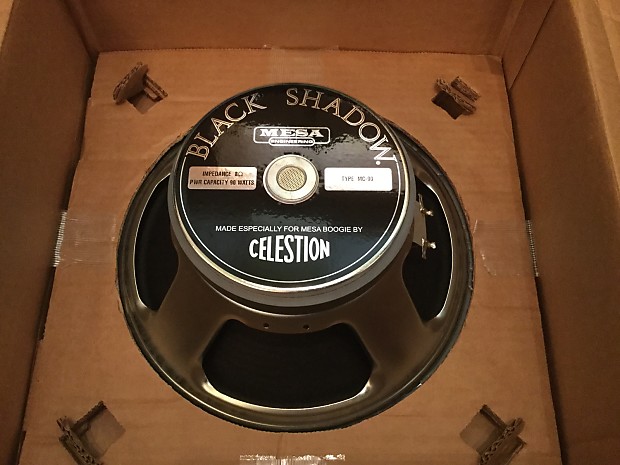 BLACK SHADOW
MESA
ENGINEERING
IMPEDANCE 8Ω
PWR CAPACITY 90 WATTS
TYPE MC-90
MADE ESPECIALLY FOR MESA BOOGIE BY
CELESTION